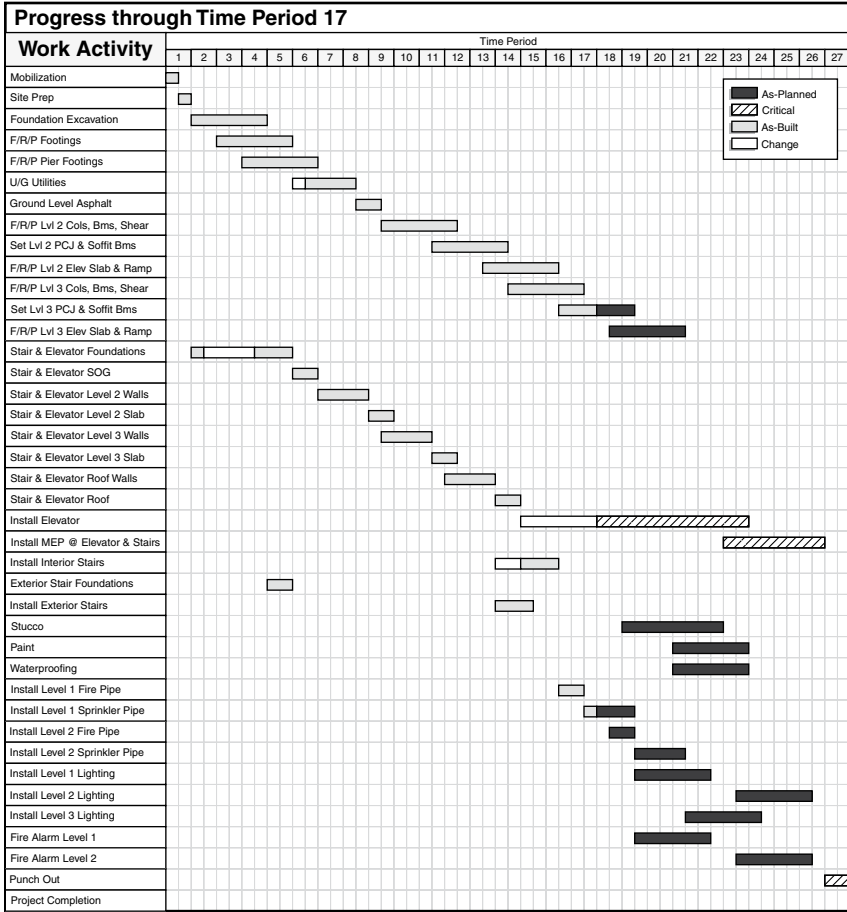 Progress through Time Period 17
Work Activity
Time Period
1 2 3 4 5 6 7 8 9 10 11 12 13 14 15 16 17 18 19 20 21 22 23 24 25 26 27
Mobilization
Site Prep
Foundation Excavation
F/R/P Footings
F/R/P Pier Footings
U/G Utilities
Ground Level Asphalt
F/R/P Lvl 2 Cols, Bms, Shear
Set Lvl 2 PCJ & Soffit Bms
F/R/P Lvl 2 Elev Slab & Ramp
F/R/P Lvl 3 Cols, Bms, Shear
Set Lvl 3 PCJ & Soffit Bms
F/R/P Lvl 3 Elev Slab & Ramp
Stair & Elevator Foundations
Stair & Elevator SOG
Stair & Elevator Level 2 Walls
Stair & Elevator Level 2 Slab
Stair & Elevator Level 3 Walls
Stair & Elevator Level 3 Slab
Stair & Elevator Roof Walls
Stair & Elevator Roof
Install Elevator
Install MEP @ Elevator & Stairs
Install Interior Stairs
Exterior Stair Foundations
Install Exterior Stairs
Stucco
Paint
Waterproofing
Install Level 1 Fire Pipe
Install Level 1 Sprinkler Pipe
Install Level 2 Fire Pipe
Install Level 2 Sprinkler Pipe
Install Level 1 Lighting
Install Level 2 Lighting
Install Level 3 Lighting
Fire Alarm Level 1
Fire Alarm Level 2
Punch Out
Project Completion
As-Planned
Critical
As-Built
Change